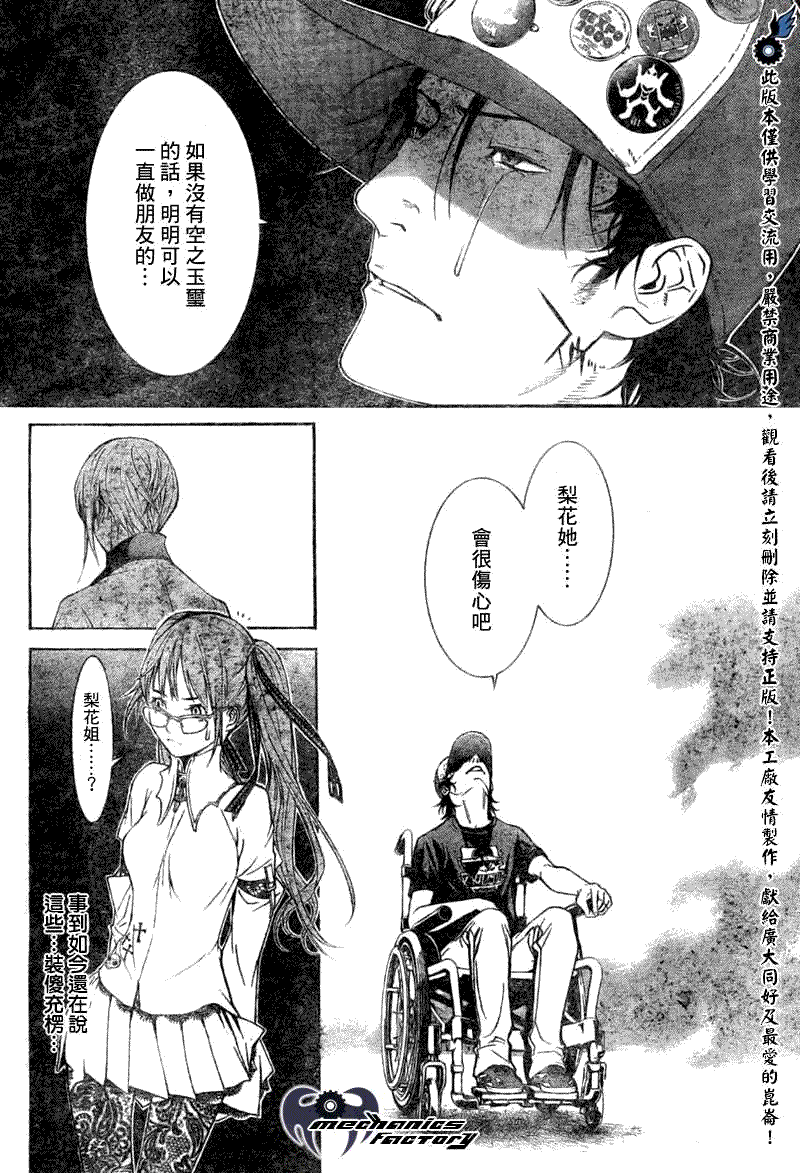 如果沒有空之玉璽
的話，明明可以
一直做朋友的…
梨花她……
會很傷心吧
梨花姐……？
事到如今還在說
這些…裝傻充愣…
此版本僅供學習交流用，嚴禁商業用途，觀看後請立刻刪除並請支持正版！本工廠友情製作，獻給廣大同好及最愛的崑崙！
mechanics
factory